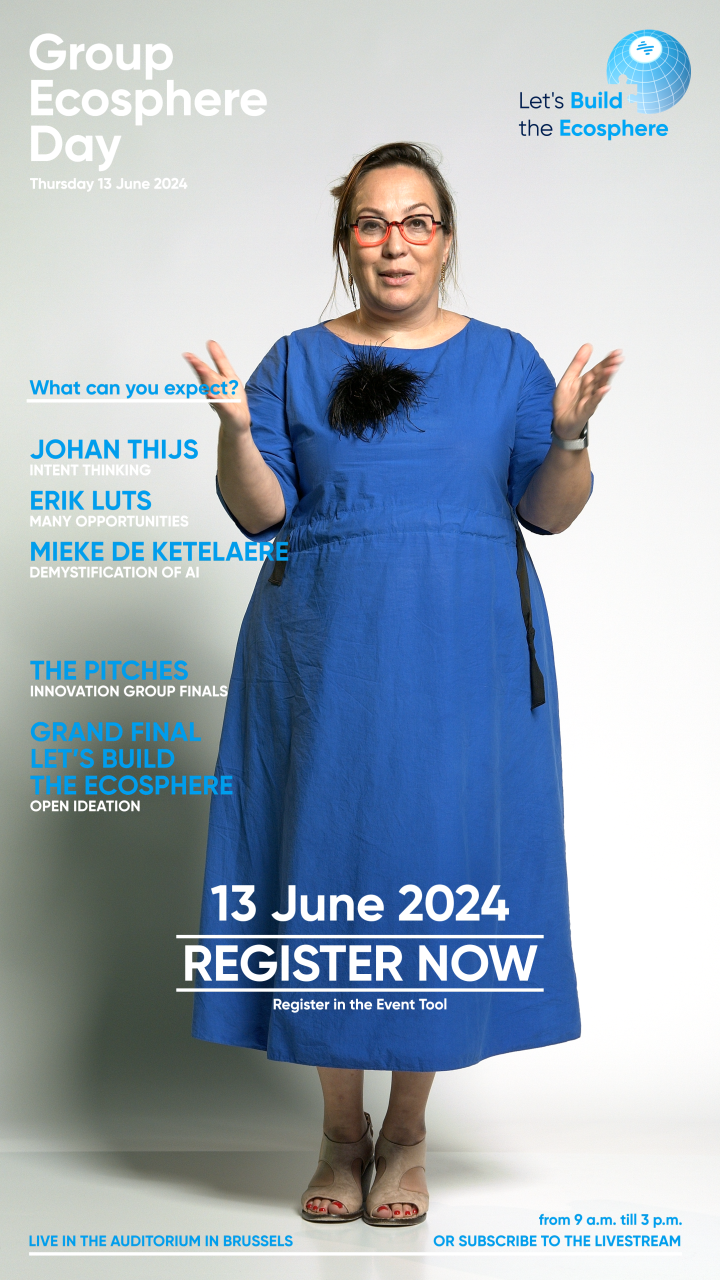 Group
Ecosphere
Day
Thursday 13 June 2024
Let's Build
the Ecosphere
What can you expect?
JOHAN THIJS
INTENT THINKING
ERIK LUTS
MANY OPPORTUNITIES
MIEKE DE KETELAERE
DEMYSTIFICATION OF AI
THE PITCHES
INNOVATION GROUP FINALS
GRAND FINAL
LET'S BUILD
THE ECOSPHERE
OPEN IDEATION
13 June 2024
REGISTER NOW
Register in the Event Tool
from 9 a.m. till 3 p.m.
LIVE IN THE AUDITORIUM IN BRUSSELS
OR SUBSCRIBE TO THE LIVESTREAM